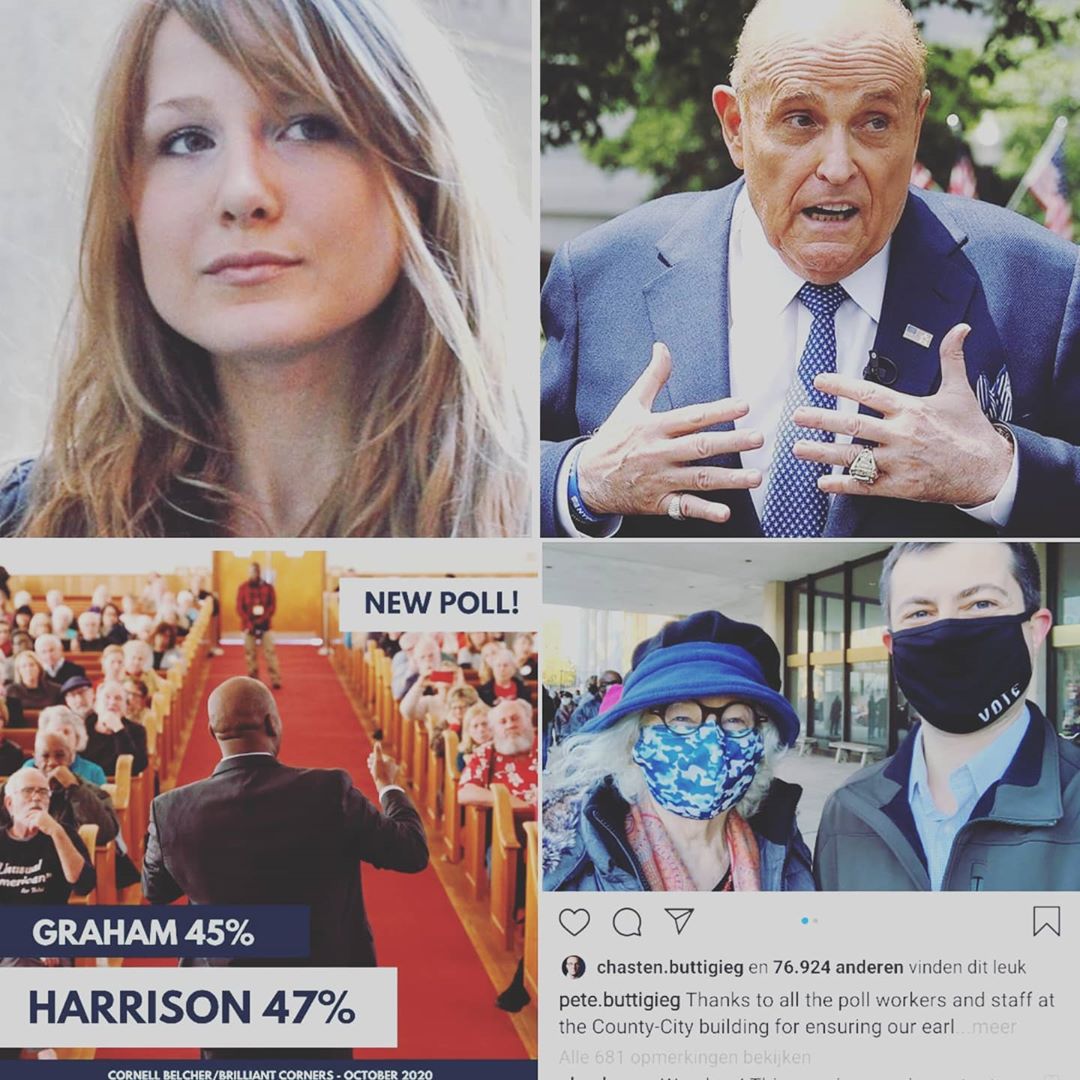 NEW POLL!
GRAHAM 45%
HARRISON 47%
CORNELL BELCHER/BRILLIANT CORNERS - OCTOBER 2020
VOTE
chasten.buttigieg en 76.924 anderen vinden dit leuk
pete.buttigieg Thanks to all the poll workers and staff at
the County-City building for ensuring our earl...meer
Alle 681 opmerkingen bekijken